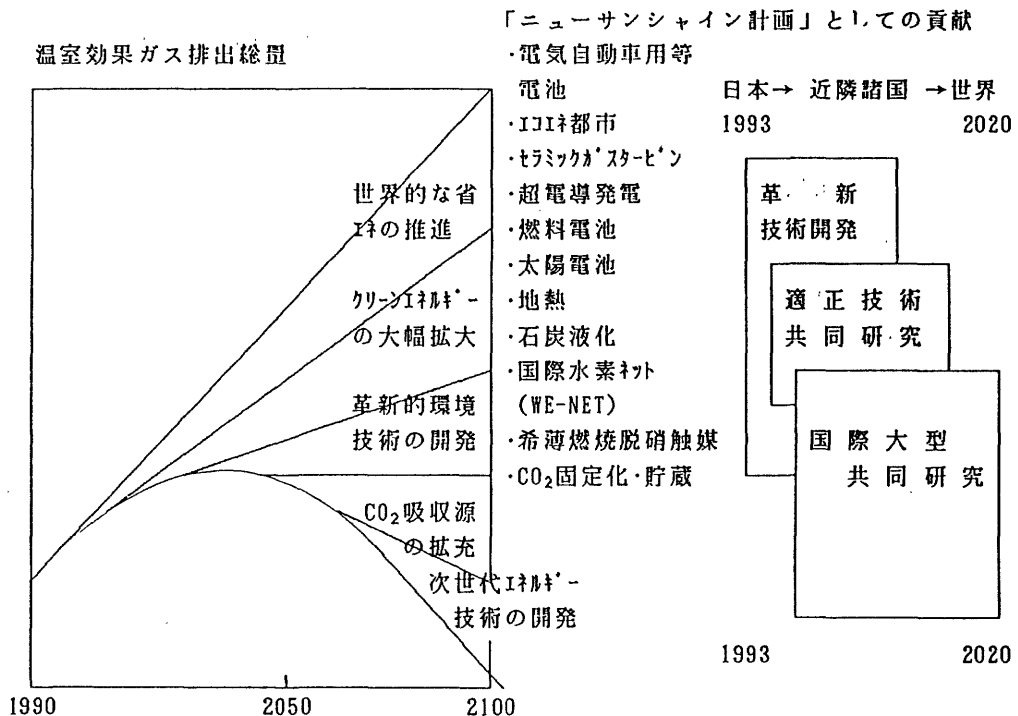 「ニューサンシャイン計画」としての貢献
温室効果ガス排出総量
世界的な省
ｴﾈの推進
ｸﾘｰﾝｴﾈﾙｷﾞｰ
の大幅拡大
革新的環境
技術の開発
CO₂吸収源
の拡充
次世代ｴﾈﾙｷﾞｰ
技術の開発
1990
2050
2100
・電気自動車用等
電池
・ｴｺｴﾈ都市
・ｾﾗﾐｯｸｶﾞｽﾀｰﾋﾞﾝ
・超電導発電
・燃料電池
・太陽電池
・地熱
・石炭液化
・国際水素ﾈｯﾄ
(WE-NET)
・希薄燃焼脱硝触媒
・CO₂固定化・貯蔵
日本→ 近隣諸国 →世界
1993 2020
革 新
技術開発
適 正 技 術
共 同 研 究
国 際 大 型
共 同 研 究
1993 2020